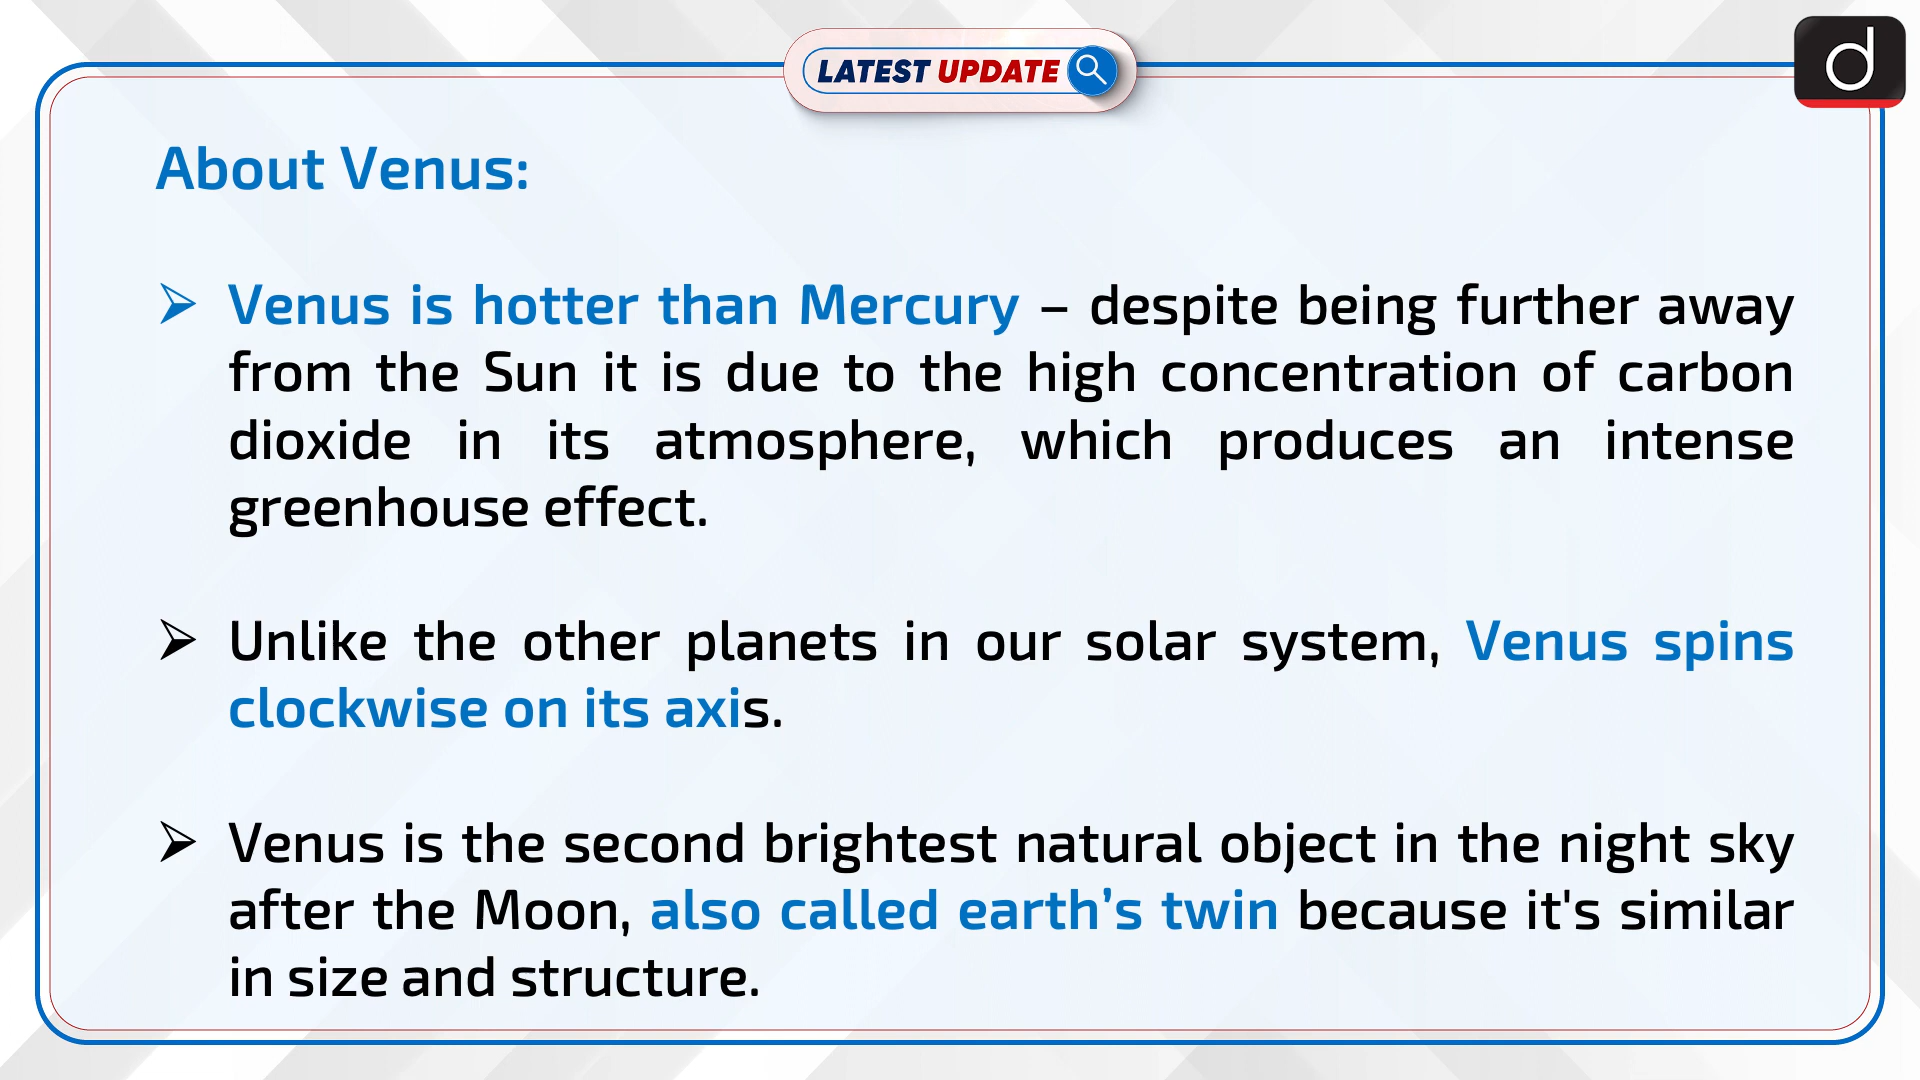 LATEST UPDATE
d
About Venus:
➢ Venus is hotter than Mercury – despite being further away
from the Sun it is due to the high concentration of carbon
dioxide in its atmosphere, which produces an intense
greenhouse effect.
➢ Unlike the other planets in our solar system, Venus spins
clockwise on its axis.
➢ Venus is the second brightest natural object in the night sky
after the Moon, also called earth’s twin because it's similar
in size and structure.